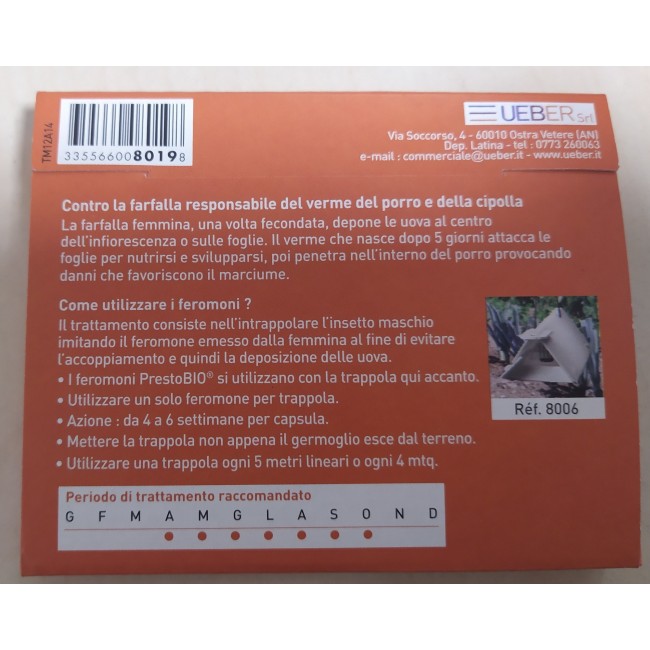 TM12A14
3355660080198
UEBER Srl
Via Soccorso, 4 - 60010 Ostra Vetere (AN)
Dep. Latina - tel : 0773 260063
e-mail : commerciale@ueber.it - www.ueber.it
Contro la farfalla responsabile del verme del porro e della cipolla
La farfalla femmina, una volta fecondata, depone le uova al centro
dell'infiorescenza o sulle foglie. Il verme che nasce dopo 5 giorni attacca le
foglie per nutrirsi e svilupparsi, poi penetra nell'interno del porro provocando
danni che favoriscono il marciume.
Come utilizzare i feromoni ?
Il trattamento consiste nell'intrappolare l'insetto maschio
imitando il feromone emesso dalla femmina al fine di evitare
l'accoppiamento e quindi la deposizione delle uova.
• I feromoni PrestoBIO® si utilizzano con la trappola qui accanto.
• Utilizzare un solo feromone per trappola.
• Azione : da 4 a 6 settimane per capsula.
• Mettere la trappola non appena il germoglio esce dal terreno.
• Utilizzare una trappola ogni 5 metri lineari o ogni 4 mtq.
Réf. 8006
Periodo di trattamento raccomandato
G F M A M G L A S O N D